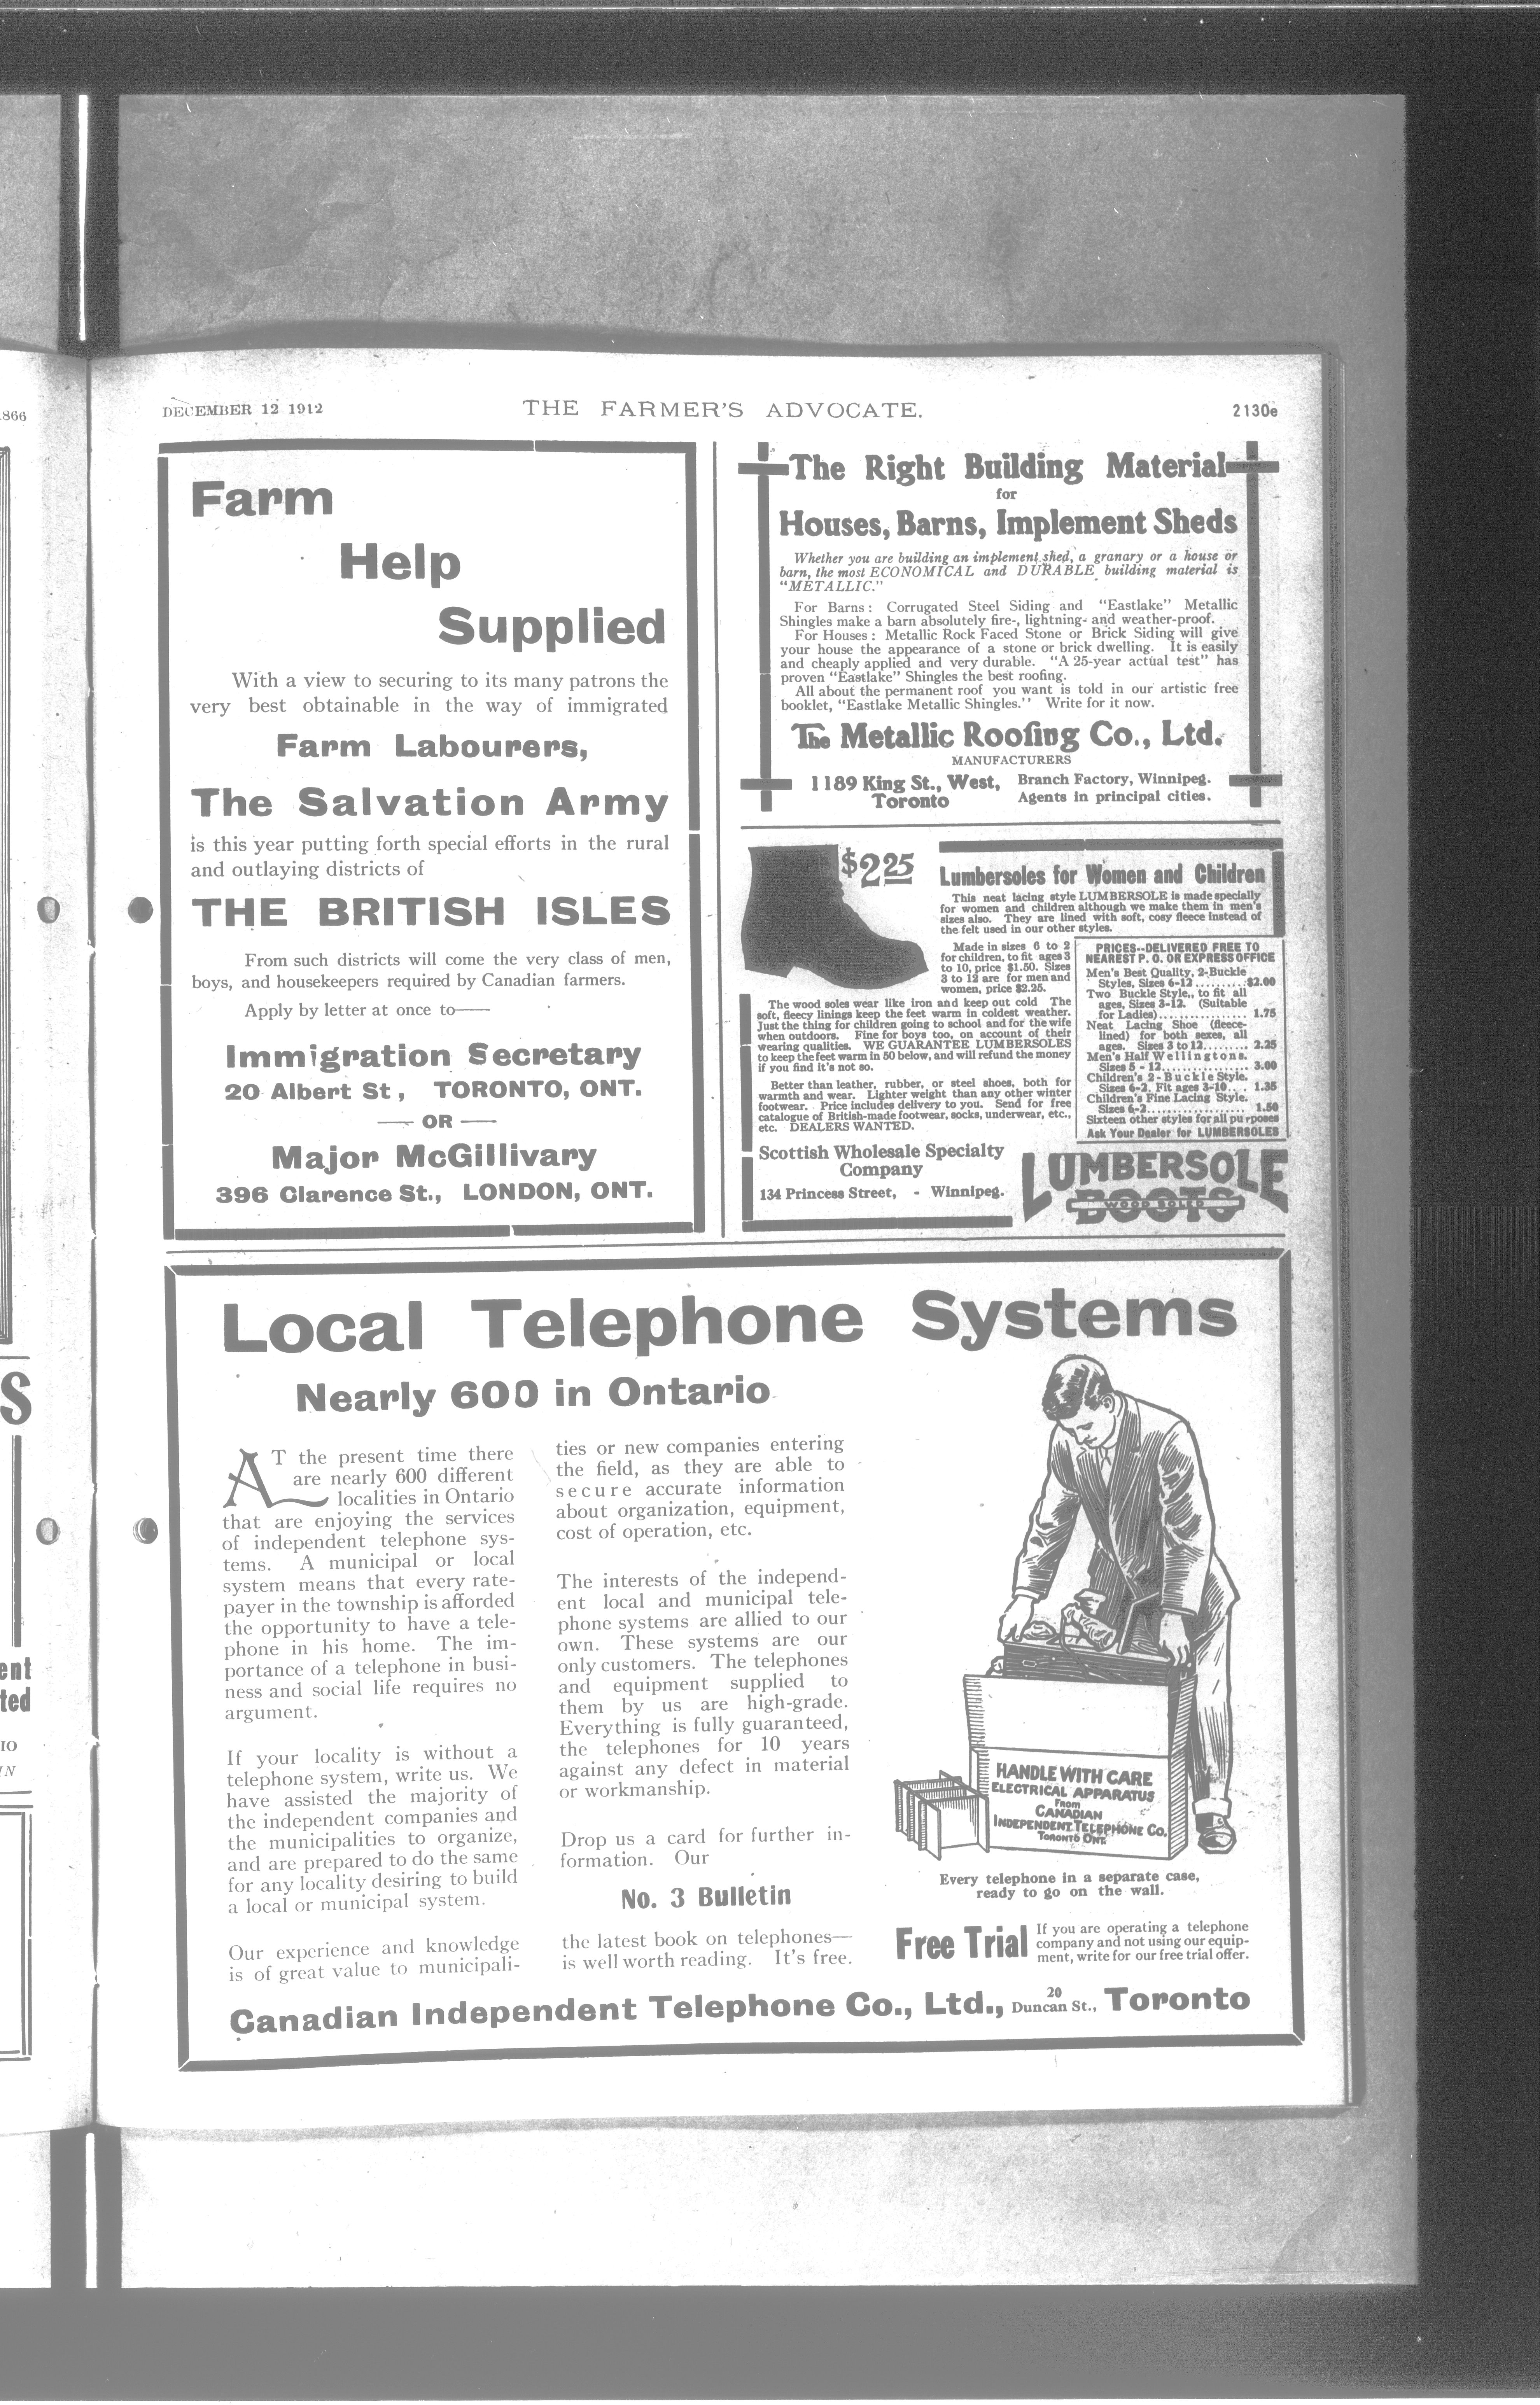 DECEMBER 12 1912
THE FARMER'S ADVOCATE.
2130e
Farm
Help
Supplied
With a view to securing to its many patrons the
very best obtainable in the way of immigrated
Farm Labourers,
The Salvation Army
is this year putting forth special efforts in the rural
and outlaying districts of
THE BRITISH ISLES
From such districts will come the very class of men,
boys, and housekeepers required by Canadian farmers.
Apply by letter at once to——
Immigration Secretary
20 Albert St, TORONTO, ONT.
—— OR ——
Major McGillivary
396 Clarence St., LONDON, ONT.
The Right Building Material
for
Houses, Barns, Implement Sheds
Whether you are building an implement shed, a granary or a house or
barn, the most ECONOMICAL and DURABLE building material is
"METALLIC."
For Barns: Corrugated Steel Siding and "Eastlake" Metallic
Shingles make a barn absolutely fire-, lightning- and weather-proof.
For Houses: Metallic Rock Faced Stone or Brick Siding will give
your house the appearance of a stone or brick dwelling. It is easily
and cheaply applied and very durable. "A 25-year actual test" has
proven "Eastlake" Shingles the best roofing.
All about the permanent roof you want is told in our artistic free
booklet, "Eastlake Metallic Shingles." Write for it now.
The Metallic Roofing Co., Ltd.
MANUFACTURERS
1189 King St., West,
Toronto
Branch Factory, Winnipeg.
Agents in principal cities.
$2.25
Lumbersoles for Women and Children
This neat lacing style LUMBERSOLE is made specially
for women and children although we make them in men's
sizes also. They are lined with soft, cosy fleece instead of
the felt used in our other styles.
Made in sizes 6 to 2
for children, to fit ages 3
to 10, price $1.50. Sizes
3 to 12 are for men and
women, price $2.25.
The wood soles wear like iron and keep out cold The
soft, fleecy linings keep the feet warm in coldest weather.
Just the thing for children going to school and for the wife
when outdoors. Fine for boys too, on account of their
wearing qualities. WE GUARANTEE LUMBERSOLES
to keep the feet warm in 50 below, and will refund the money
if you find it's not so.
Better than leather, rubber, or steel shoes, both for
warmth and wear. Lighter weight than any other winter
footwear. Price includes delivery to you. Send for free
catalogue of British-made footwear, socks, underwear, etc.,
etc. DEALERS WANTED.
PRICES--DELIVERED FREE TO
NEAREST P. O. OR EXPRESS OFFICE
Men's Best Quality, 2-Buckle
Styles, Sizes 6-12.........$2.00
Two Buckle Style,, to fit all
ages, Sizes 3-12. (Suitable
for Ladies)............... 1.75
Neat Lacing Shoe (fleece-
lined) for both sexes, all
ages. Sizes 3 to 12........ 2.25
Men's Half Wellingtons.
Sizes 5 - 12............... 3.00
Children's 2-Buckle Style.
Sizes 6-2. Fit ages 3-10... 1.35
Children's Fine Lacing Style.
Sizes 6-2.................. 1.50
Sixteen other styles for all purposes
Ask Your Dealer for LUMBERSOLES
Scottish Wholesale Specialty
Company
134 Princess Street, - Winnipeg.
LUMBERSOLE
BOOTS
WOOD SOLED
Local Telephone Systems
Nearly 600 in Ontario
AT the present time there
are nearly 600 different
localities in Ontario
that are enjoying the services
of independent telephone sys-
tems. A municipal or local
system means that every rate-
payer in the township is afforded
the opportunity to have a tele-
phone in his home. The im-
portance of a telephone in busi-
ness and social life requires no
argument.
If your locality is without a
telephone system, write us. We
have assisted the majority of
the independent companies and
the municipalities to organize,
and are prepared to do the same
for any locality desiring to build
a local or municipal system.
Our experience and knowledge
is of great value to municipali-
ties or new companies entering
the field, as they are able to
secure accurate information
about organization, equipment,
cost of operation, etc.
The interests of the independ-
ent local and municipal tele-
phone systems are allied to our
own. These systems are our
only customers. The telephones
and equipment supplied to
them by us are high-grade.
Everything is fully guaranteed,
the telephones for 10 years
against any defect in material
or workmanship.
Drop us a card for further in-
formation. Our
No. 3 Bulletin
the latest book on telephones—
is well worth reading. It's free.
HANDLE WITH CARE
ELECTRICAL APPARATUS
FROM
CANADIAN
INDEPENDENT TELEPHONE CO.
TORONTO ONT.
Every telephone in a separate case,
ready to go on the wall.
Free Trial
If you are operating a telephone
company and not using our equip-
ment, write for our free trial offer.
Canadian Independent Telephone Co., Ltd., 20 Duncan St., Toronto
866
S
ent
ted
IO
IN